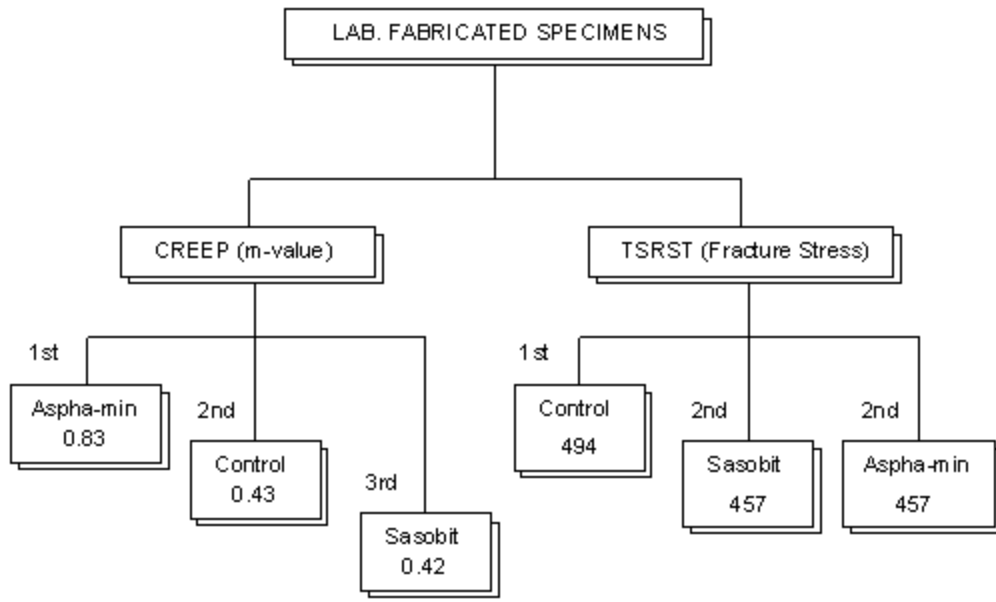 LAB. FABRICATED SPECIMENS
CREEP (m-value)
TSRST (Fracture Stress)
1st
Aspha-min
0.83
2nd
Control
0.43
3rd
Sasobit
0.42
1st
Control
494
2nd
Sasobit
457
2nd
Aspha-min
457